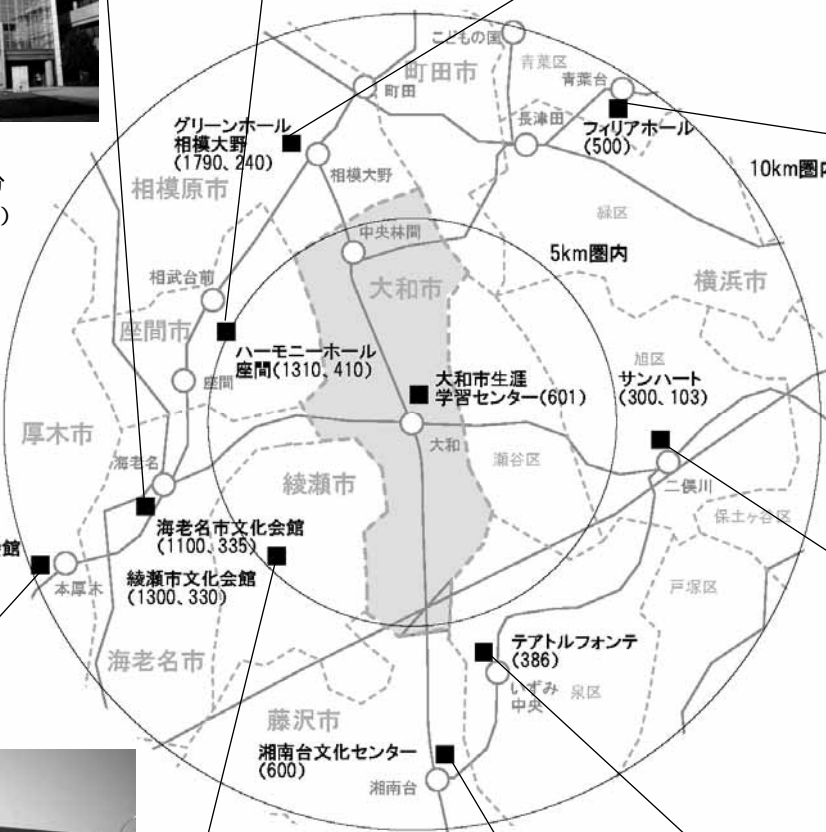 こどもの国
青葉区
町田市
青葉台
町田
グリーンホール
相模大野
(1790、240)
長津田
フィリアホール
(500)
相模大野
10km圏内
相模原市
緑区
中央林間
5km圏内
相武台前
大和市
横浜市
座間市
ハーモニーホール
座間(1310、410)
旭区
座間
大和市生涯
学習センター(601)
サンハート
(300、103)
厚木市
大和
海老名
瀬谷区
二俣川
綾瀬市
保土ヶ谷区
海老名市文化会館
(1100、335)
会館
本厚木
綾瀬市文化会館
(1300、330)
戸塚区
海老名市
テアトルフォンテ
(386)
いずみ
中央
泉区
藤沢市
湘南台文化センター
(600)
湘南台